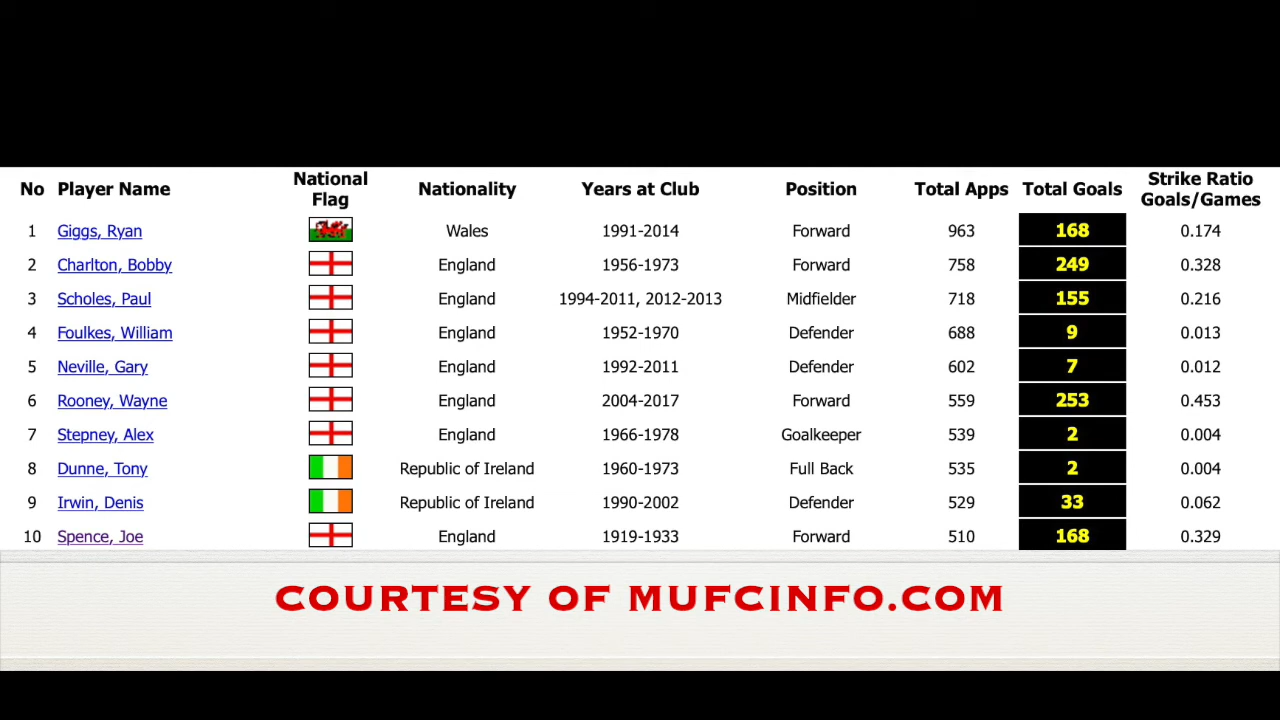 No Player Name National Flag Nationality Years at Club Position Total Apps Total Goals Strike Ratio Goals/Games
1 Giggs, Ryan Wales 1991-2014 Forward 963 168 0.174
2 Charlton, Bobby England 1956-1973 Forward 758 249 0.328
3 Scholes, Paul England 1994-2011, 2012-2013 Midfielder 718 155 0.216
4 Foulkes, William England 1952-1970 Defender 688 9 0.013
5 Neville, Gary England 1992-2011 Defender 602 7 0.012
6 Rooney, Wayne England 2004-2017 Forward 559 253 0.453
7 Stepney, Alex England 1966-1978 Goalkeeper 539 2 0.004
8 Dunne, Tony Republic of Ireland 1960-1973 Full Back 535 2 0.004
9 Irwin, Denis Republic of Ireland 1990-2002 Defender 529 33 0.062
10 Spence, Joe England 1919-1933 Forward 510 168 0.329
COURTESY OF MUFCINFO.COM